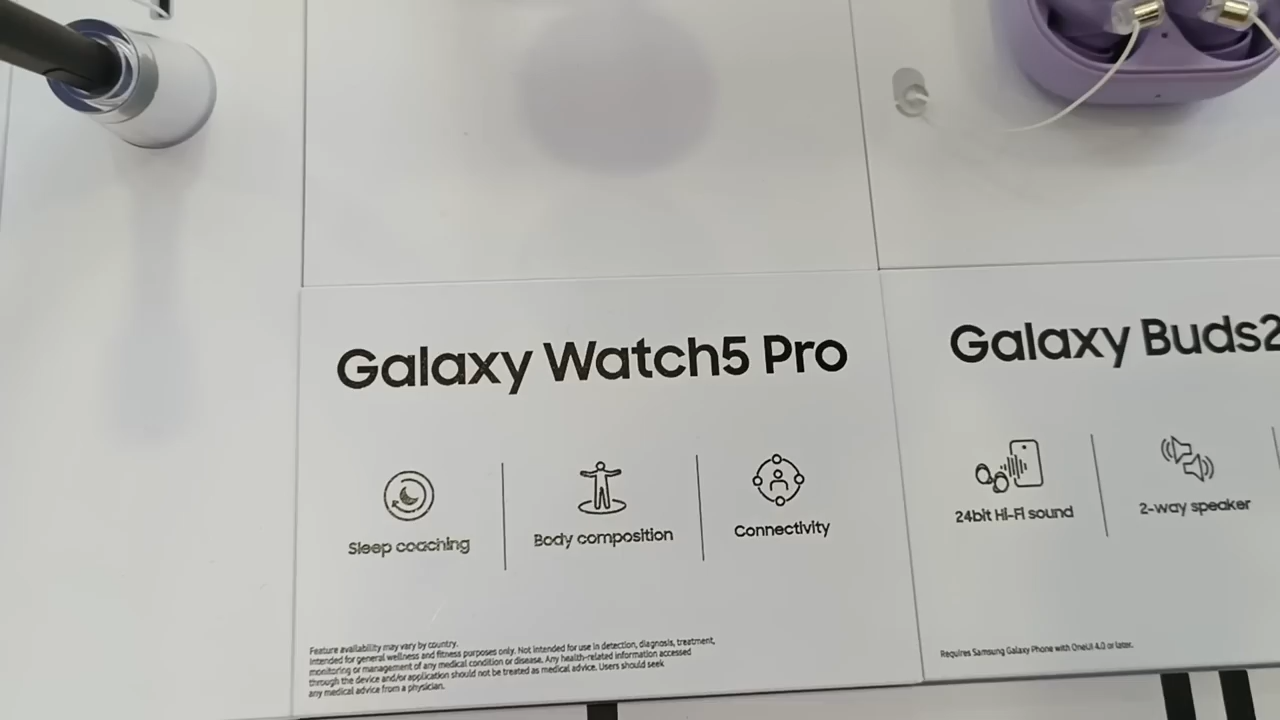 Galaxy Watch5 Pro
Sleep coaching
Body composition
Connectivity
Feature availability may vary by country.
Intended for general wellness and fitness purposes only. Not intended for use in detection, diagnosis, treatment,
monitoring or management of any medical condition or disease. Any health-related information accessed
through the device and/or application should not be treated as medical advice. Users should seek
any medical advice from a physician.
Galaxy Buds2
24bit Hi-Fi sound
2-way speaker
Requires Samsung Galaxy Phone with OneUI 4.0 or later.